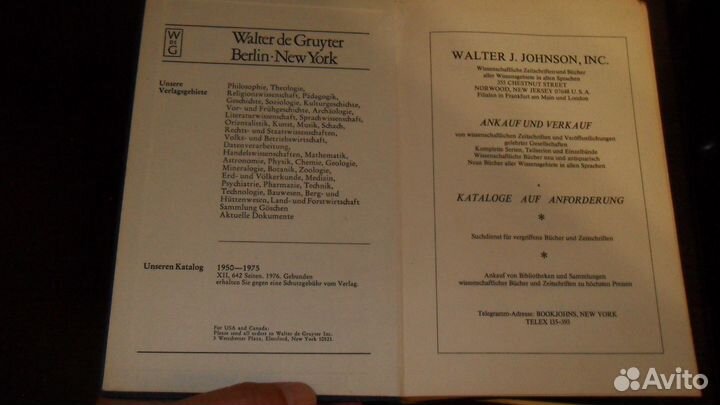 W
DE
G
Walter de Gruyter
Berlin · New York
Unsere
Verlagsgebiete
Philosophie, Theologie,
Religionswissenschaft, Pädagogik,
Geschichte, Soziologie, Kulturgeschichte,
Vor- und Frühgeschichte, Archäologie,
Literaturwissenschaft, Sprachwissenschaft,
Orientalistik, Kunst, Musik, Schach,
Rechts- und Staatswissenschaften,
Volks- und Betriebswirtschaft,
Datenverarbeitung,
Handelswissenschaften, Mathematik,
Astronomie, Physik, Chemie, Geologie,
Mineralogie, Botanik, Zoologie,
Erd- und Völkerkunde, Medizin,
Psychiatrie, Pharmazie, Technik,
Technologie, Bauwesen, Berg- und
Hüttenwesen, Land- und Forstwirtschaft
Sammlung Göschen
Aktuelle Dokumente
Unseren Katalog
1950—1975
XII, 642 Seiten. 1976. Gebunden
erhalten Sie gegen eine Schutzgebühr vom Verlag.
For USA and Canada:
Please send all orders to Walter de Gruyter Inc.
3 Westchester Plaza, Elmsford, New York 10523.
WALTER J. JOHNSON, INC.
Wissenschaftliche Zeitschriften und Bücher
aller Wissensgebiete in allen Sprachen
355 CHESTNUT STREET
NORWOOD, NEW JERSEY 07648 U.S.A.
Filialen in Frankfurt am Main und London
ANKAUF UND VERKAUF
von wissenschaftlichen Zeitschriften und Veröffentlichungen
gelehrter Gesellschaften
Komplette Serien, Teilserien und Einzelbände
Wissenschaftliche Bücher neu und antiquarisch
Neue Bücher aller Wissensgebiete in allen Sprachen
KATALOGE AUF ANFORDERUNG
*
Suchdienst für vergriffene Bücher und Zeitschriften
*
Ankauf von Bibliotheken und Sammlungen
wissenschaftlicher Bücher und Zeitschriften zu höchsten Preisen
Telegramm-Adresse: BOOKJOHNS, NEW YORK
TELEX 135-393
Avito